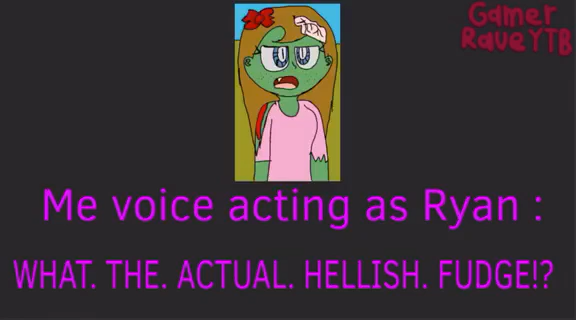 Gamer
RaveYTB
Me voice acting as Ryan :
WHAT. THE. ACTUAL. HELLISH. FUDGE!?